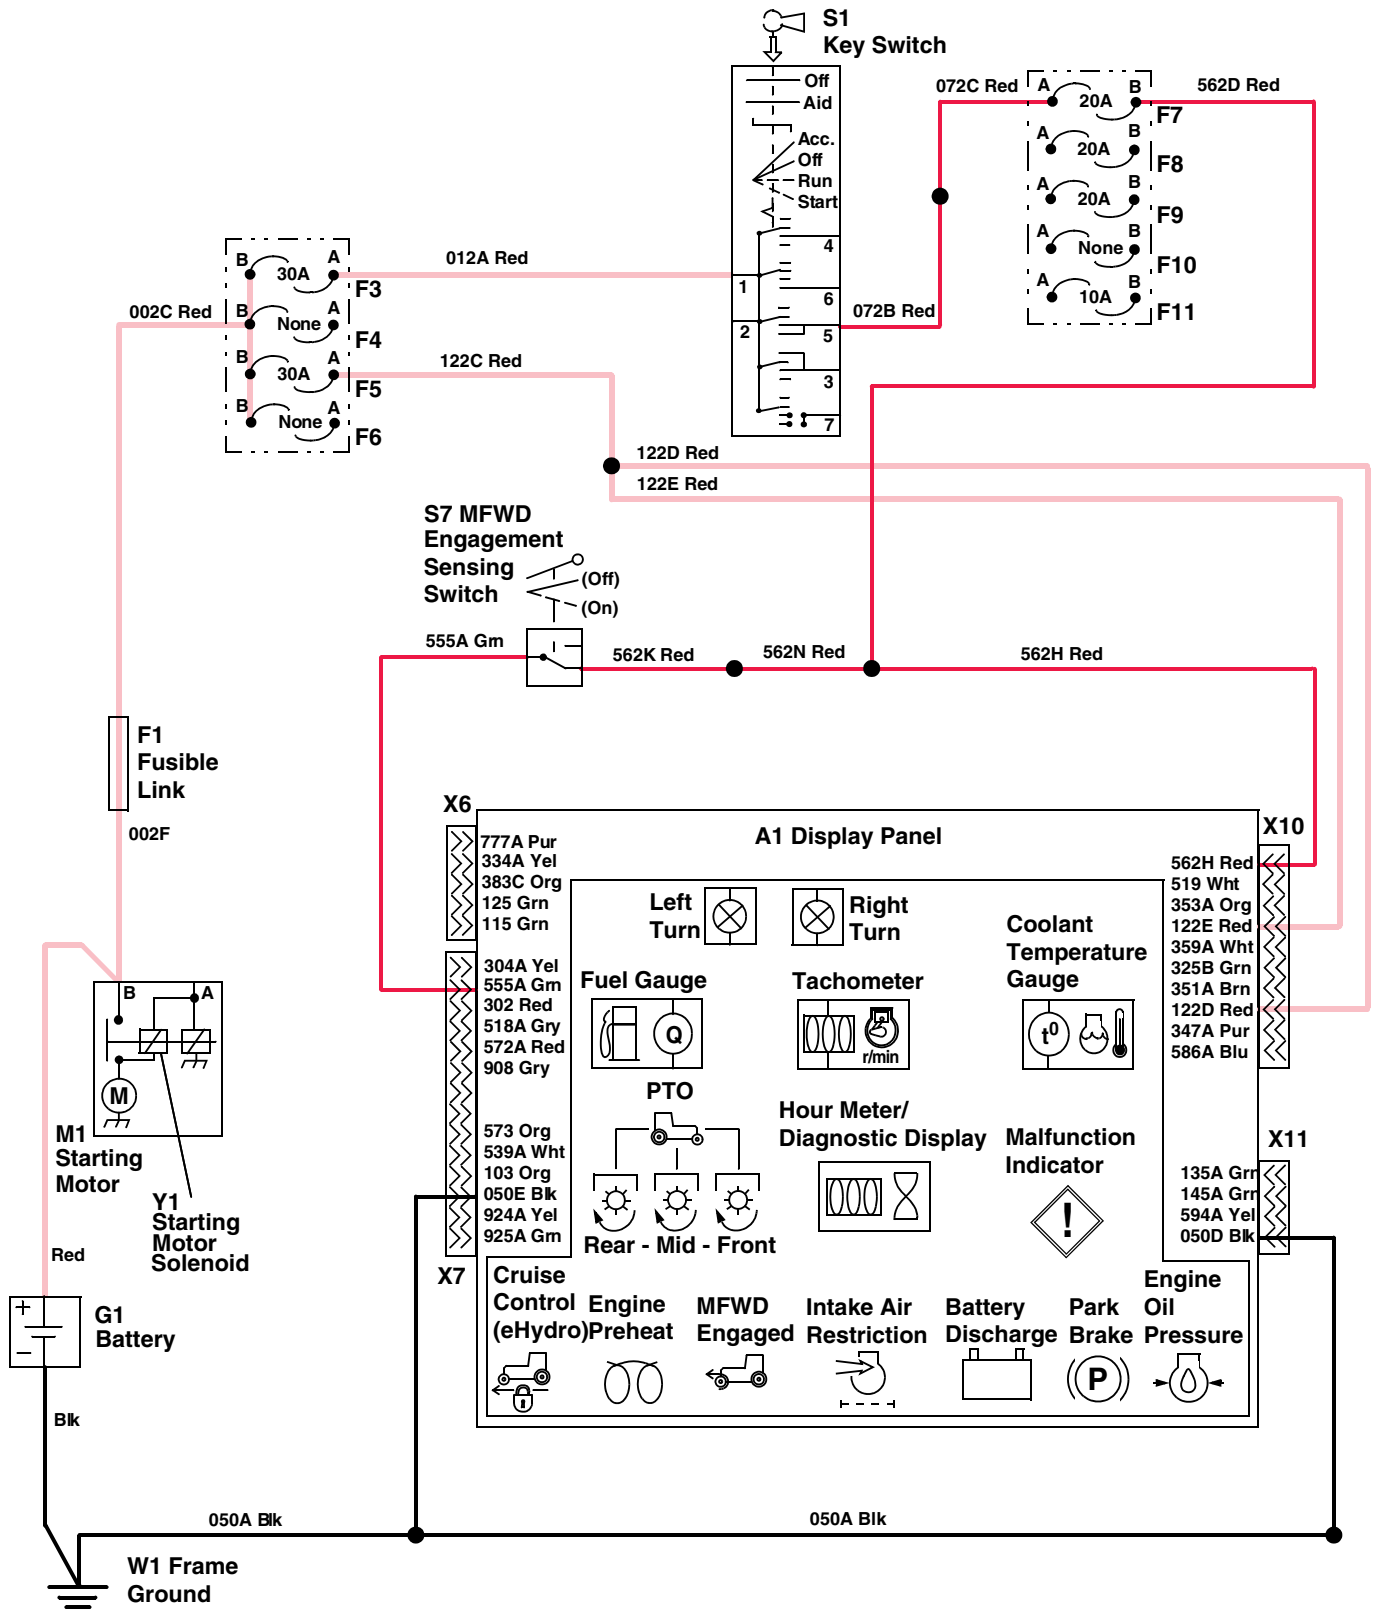 S1
Key Switch
Off
Aid
Acc.
Off
Run
Start
4
1
6
2
5
3
7
072C Red
562D Red
A
20A
B
F7
A
20A
B
F8
A
20A
B
F9
A
None
B
F10
A
10A
B
F11
072B Red
012A Red
B
30A
A
F3
002C Red
B
None
A
F4
122C Red
B
30A
A
F5
B
None
A
F6
122D Red
122E Red
S7 MFWD
Engagement
Sensing
Switch
(Off)
(On)
555A Grn
562K Red
562N Red
562H Red
F1
Fusible
Link
002F
X6
A1 Display Panel
X10
777A Pur
334A Yel
383C Org
125 Grn
115 Grn
304A Yel
555A Grn
302 Red
518A Gry
572A Red
908 Gry
573 Org
539A Wht
103 Org
050E Blk
924A Yel
925A Grn
X7
562H Red
519 Wht
353A Org
122E Red
359A Wht
325B Grn
351A Brn
122D Red
347A Pur
586A Blu
X11
135A Grn
145A Grn
594A Yel
050D Blk
Left
Turn
Right
Turn
Coolant
Temperature
Gauge
Fuel Gauge
Tachometer
Q
r/min
t0
PTO
Rear - Mid - Front
Hour Meter/
Diagnostic Display
Malfunction
Indicator
!
Cruise
Control
(eHydro)
Engine
Preheat
MFWD
Engaged
Intake Air
Restriction
Battery
Discharge
Park
Brake
Engine
Oil
Pressure
P
B
A
M
M1
Starting
Motor
Y1
Starting
Motor
Solenoid
Red
+
−
G1
Battery
Blk
050A Blk
050A Blk
W1 Frame
Ground